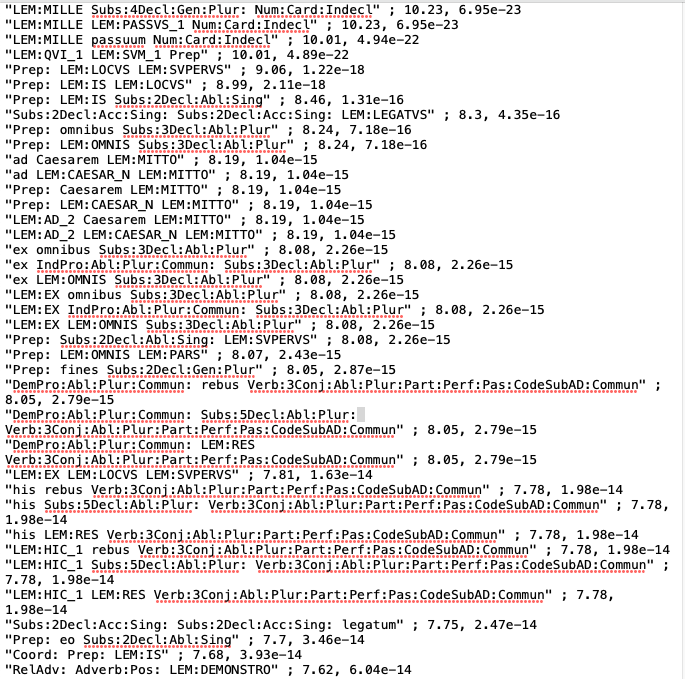 "LEM:MILLE Subs:4Decl:Gen:Plur: Num:Card:Indecl" ; 10.23, 6.95e-23
"LEM:MILLE LEM:PASSVS_1 Num:Card:Indecl" ; 10.23, 6.95e-23
"LEM:MILLE passuum Num:Card:Indecl" ; 10.01, 4.94e-22
"LEM:QVI_1 LEM:SVM_1 Prep" ; 10.01, 4.89e-22
"Prep: LEM:LOCVS LEM:SVPERVS" ; 9.06, 1.22e-18
"Prep: LEM:IS LEM:LOCVS" ; 8.99, 2.11e-18
"Prep: LEM:IS Subs:2Decl:Abl:Sing" ; 8.46, 1.31e-16
"Subs:2Decl:Acc:Sing: Subs:2Decl:Acc:Sing: LEM:LEGATVS" ; 8.3, 4.35e-16
"Prep: omnibus Subs:3Decl:Abl:Plur" ; 8.24, 7.18e-16
"Prep: LEM:OMNIS Subs:3Decl:Abl:Plur" ; 8.24, 7.18e-16
"ad Caesarem LEM:MITTO" ; 8.19, 1.04e-15
"ad LEM:CAESAR_N LEM:MITTO" ; 8.19, 1.04e-15
"Prep: Caesarem LEM:MITTO" ; 8.19, 1.04e-15
"Prep: LEM:CAESAR_N LEM:MITTO" ; 8.19, 1.04e-15
"LEM:AD_2 Caesarem LEM:MITTO" ; 8.19, 1.04e-15
"LEM:AD_2 LEM:CAESAR_N LEM:MITTO" ; 8.19, 1.04e-15
"ex omnibus Subs:3Decl:Abl:Plur" ; 8.08, 2.26e-15
"ex IndPro:Abl:Plur:Commun: Subs:3Decl:Abl:Plur" ; 8.08, 2.26e-15
"ex LEM:OMNIS Subs:3Decl:Abl:Plur" ; 8.08, 2.26e-15
"LEM:EX omnibus Subs:3Decl:Abl:Plur" ; 8.08, 2.26e-15
"LEM:EX IndPro:Abl:Plur:Commun: Subs:3Decl:Abl:Plur" ; 8.08, 2.26e-15
"LEM:EX LEM:OMNIS Subs:3Decl:Abl:Plur" ; 8.08, 2.26e-15
"Prep: Subs:2Decl:Abl:Sing: LEM:SVPERVS" ; 8.08, 2.26e-15
"Prep: LEM:OMNIS LEM:PARS" ; 8.07, 2.43e-15
"Prep: fines Subs:2Decl:Gen:Plur" ; 8.05, 2.87e-15
"DemPro:Abl:Plur:Commun: rebus Verb:3Conj:Abl:Plur:Part:Perf:Pas:CodeSubAD:Commun" ;
8.05, 2.79e-15
"DemPro:Abl:Plur:Commun: Subs:5Decl:Abl:Plur:
Verb:3Conj:Abl:Plur:Part:Perf:Pas:CodeSubAD:Commun" ; 8.05, 2.79e-15
"DemPro:Abl:Plur:Commun: LEM:RES
Verb:3Conj:Abl:Plur:Part:Perf:Pas:CodeSubAD:Commun" ; 8.05, 2.79e-15
"LEM:EX LEM:LOCVS LEM:SVPERVS" ; 7.81, 1.63e-14
"his rebus Verb:3Conj:Abl:Plur:Part:Perf:Pas:CodeSubAD:Commun" ; 7.78, 1.98e-14
"his Subs:5Decl:Abl:Plur: Verb:3Conj:Abl:Plur:Part:Perf:Pas:CodeSubAD:Commun" ; 7.78,
1.98e-14
"his LEM:RES Verb:3Conj:Abl:Plur:Part:Perf:Pas:CodeSubAD:Commun" ; 7.78, 1.98e-14
"LEM:HIC_1 rebus Verb:3Conj:Abl:Plur:Part:Perf:Pas:CodeSubAD:Commun" ; 7.78, 1.98e-14
"LEM:HIC_1 Subs:5Decl:Abl:Plur: Verb:3Conj:Abl:Plur:Part:Perf:Pas:CodeSubAD:Commun" ;
7.78, 1.98e-14
"LEM:HIC_1 LEM:RES Verb:3Conj:Abl:Plur:Part:Perf:Pas:CodeSubAD:Commun" ; 7.78,
1.98e-14
"Subs:2Decl:Acc:Sing: Subs:2Decl:Acc:Sing: legatum" ; 7.75, 2.47e-14
"Prep: eo Subs:2Decl:Abl:Sing" ; 7.7, 3.46e-14
"Coord: Prep: LEM:IS" ; 7.68, 3.93e-14
"RelAdv: Adverb:Pos: LEM:DEMONSTRO" ; 7.62, 6.04e-14